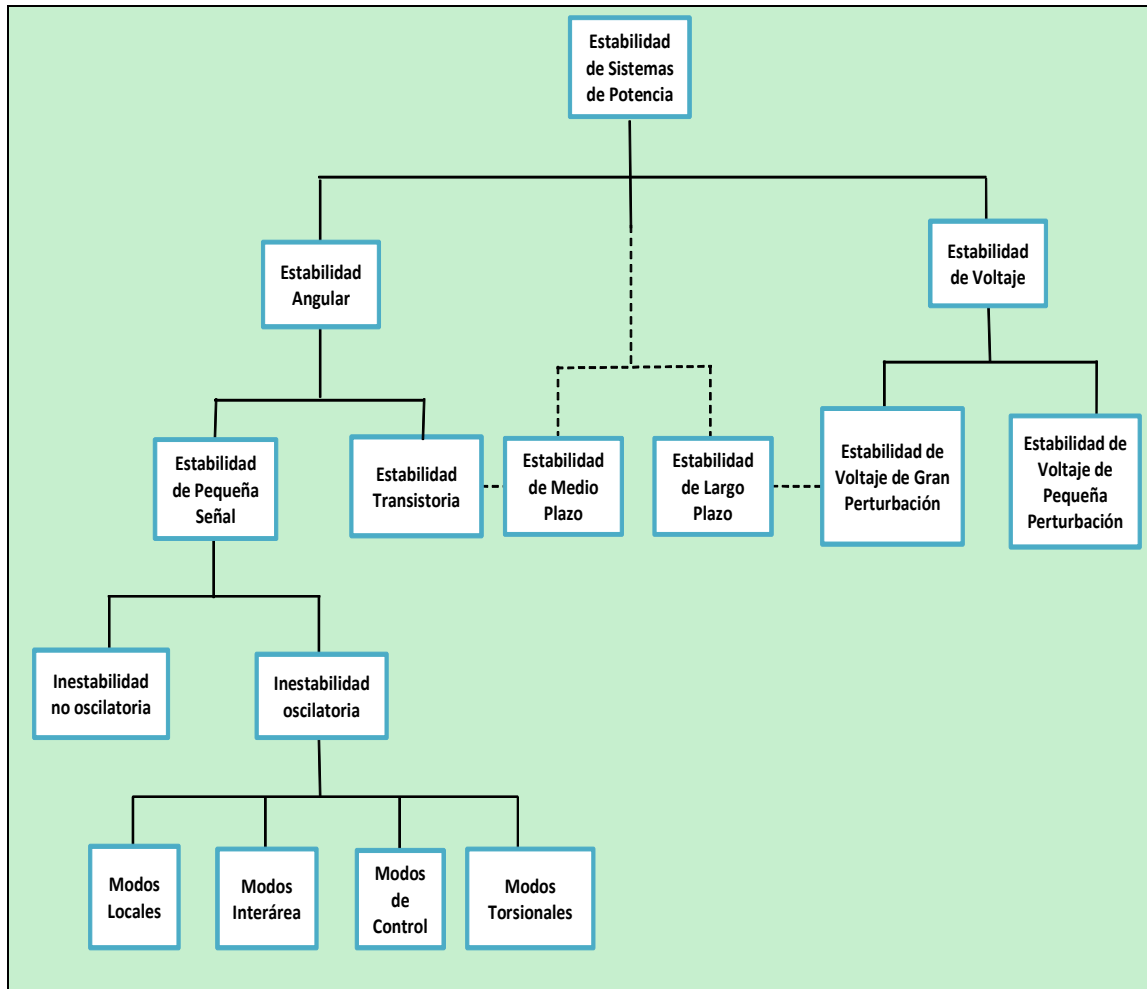 Estabilidad
de Sistemas
de Potencia
Estabilidad
Angular
Estabilidad
de Voltaje
Estabilidad
de Pequeña
Señal
Estabilidad
Transistoria
Estabilidad
de Medio
Plazo
Estabilidad
de Largo
Plazo
Estabilidad de
Voltaje de Gran
Perturbación
Estabilidad de
Voltaje de
Pequeña
Perturbación
Inestabilidad
no oscilatoria
Inestabilidad
oscilatoria
Modos
Locales
Modos
Interárea
Modos
de
Control
Modos
Torsionales